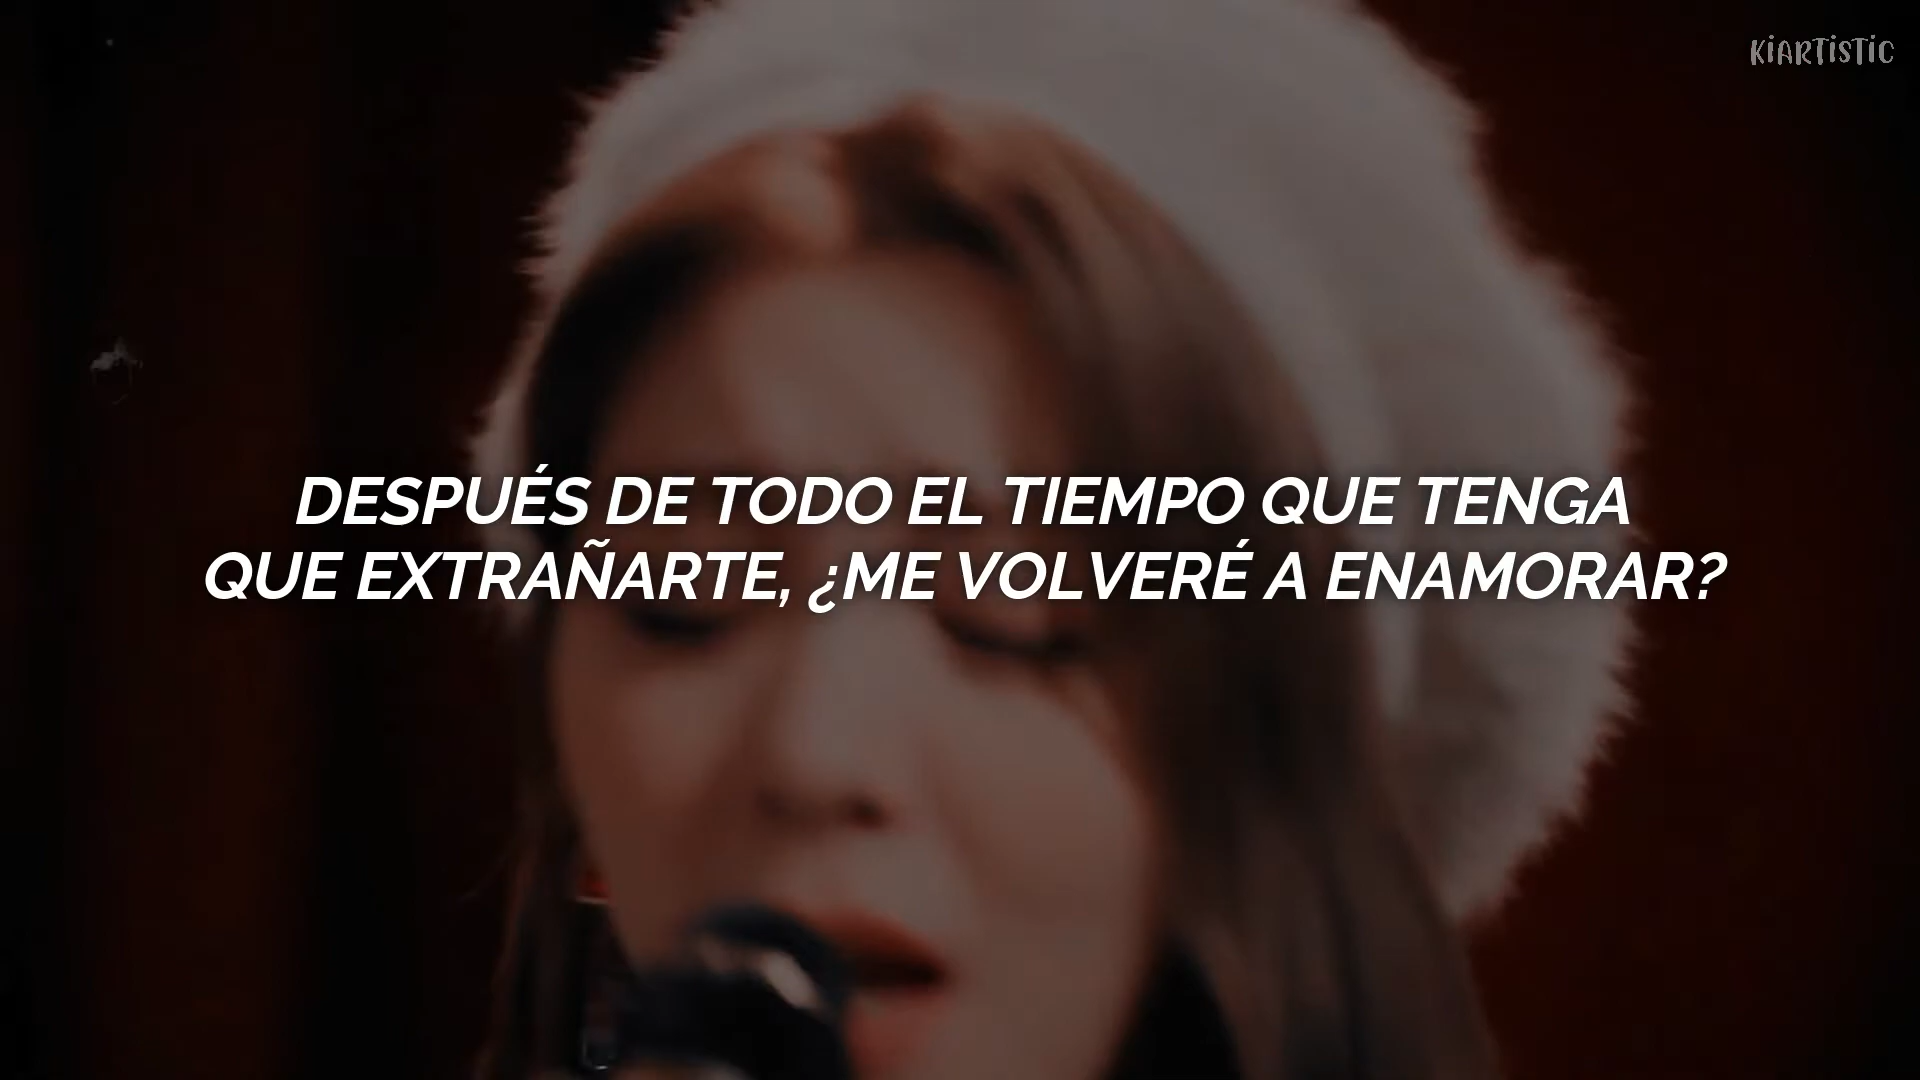 KiARTiSTiC
DESPUÉS DE TODO EL TIEMPO QUE TENGA
QUE EXTRAÑARTE, ¿ME VOLVERÉ A ENAMORAR?